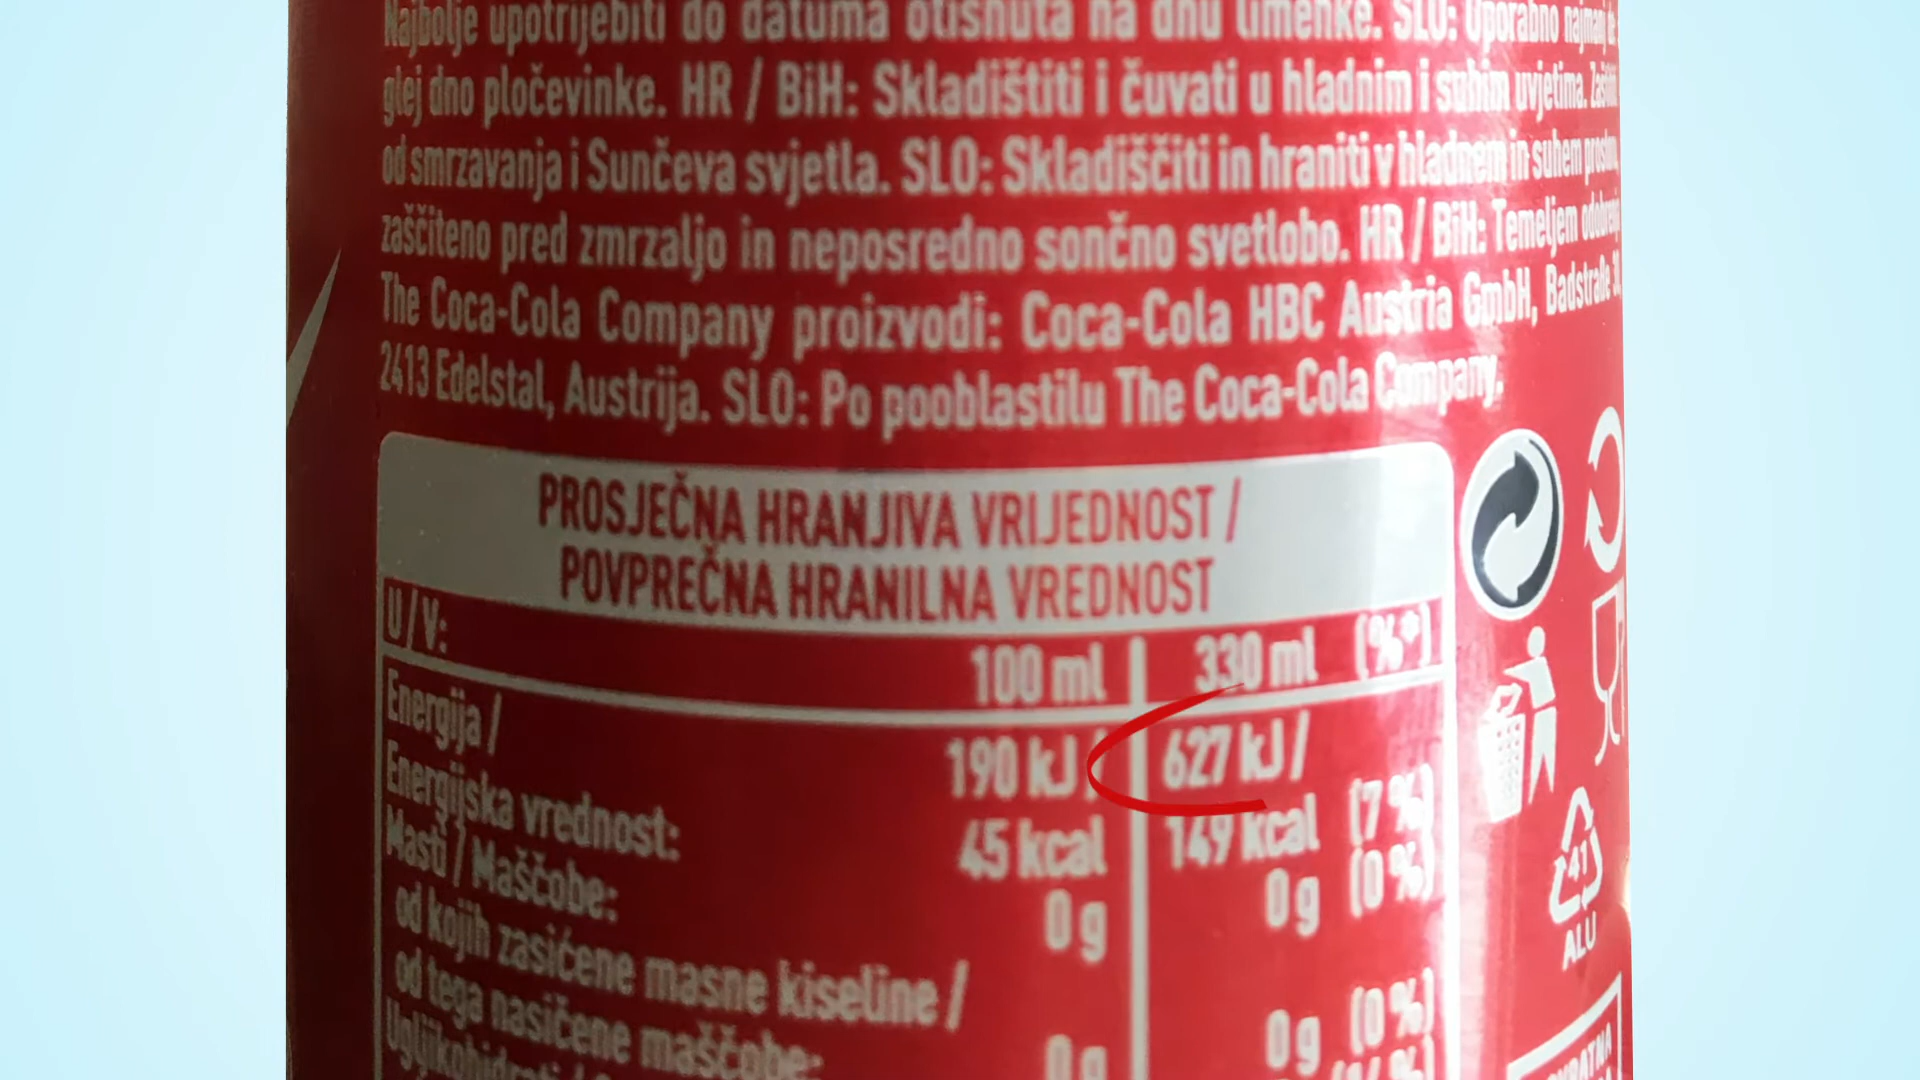 Najbolje upotrijebiti do datuma otisnuta na dnu limenke. SLO: Uporabno najmanj
glej dno pločevinke. HR / BiH: Skladištiti i čuvati u hladnim i suhim uvjetima.
od smrzavanja i Sunčeva svjetla. SLO: Skladiščiti in hraniti v hladnem in suhem
zaščiteno pred zmrzaljo in neposredno sončno svetlobo. HR / BiH: Temeljem
The Coca-Cola Company proizvodi: Coca-Cola HBC Austria GmbH, Badstraße
2413 Edelstal, Austrija. SLO: Po pooblastilu The Coca-Cola Company.
PROSJEČNA HRANJIVA VRIJEDNOST /
POVPREČNA HRANILNA VREDNOST
U / V: 100 ml 330 ml (%*)
Energija / 190 kJ / 627 kJ /
Energijska vrednost: 45 kcal 149 kcal (7 %)
Masti / Maščobe: 0 g 0 g (0 %)
od kojih zasićene masne kiseline /
od tega nasičene maščobe: 0 g 0 g (0 %)
41
ALU